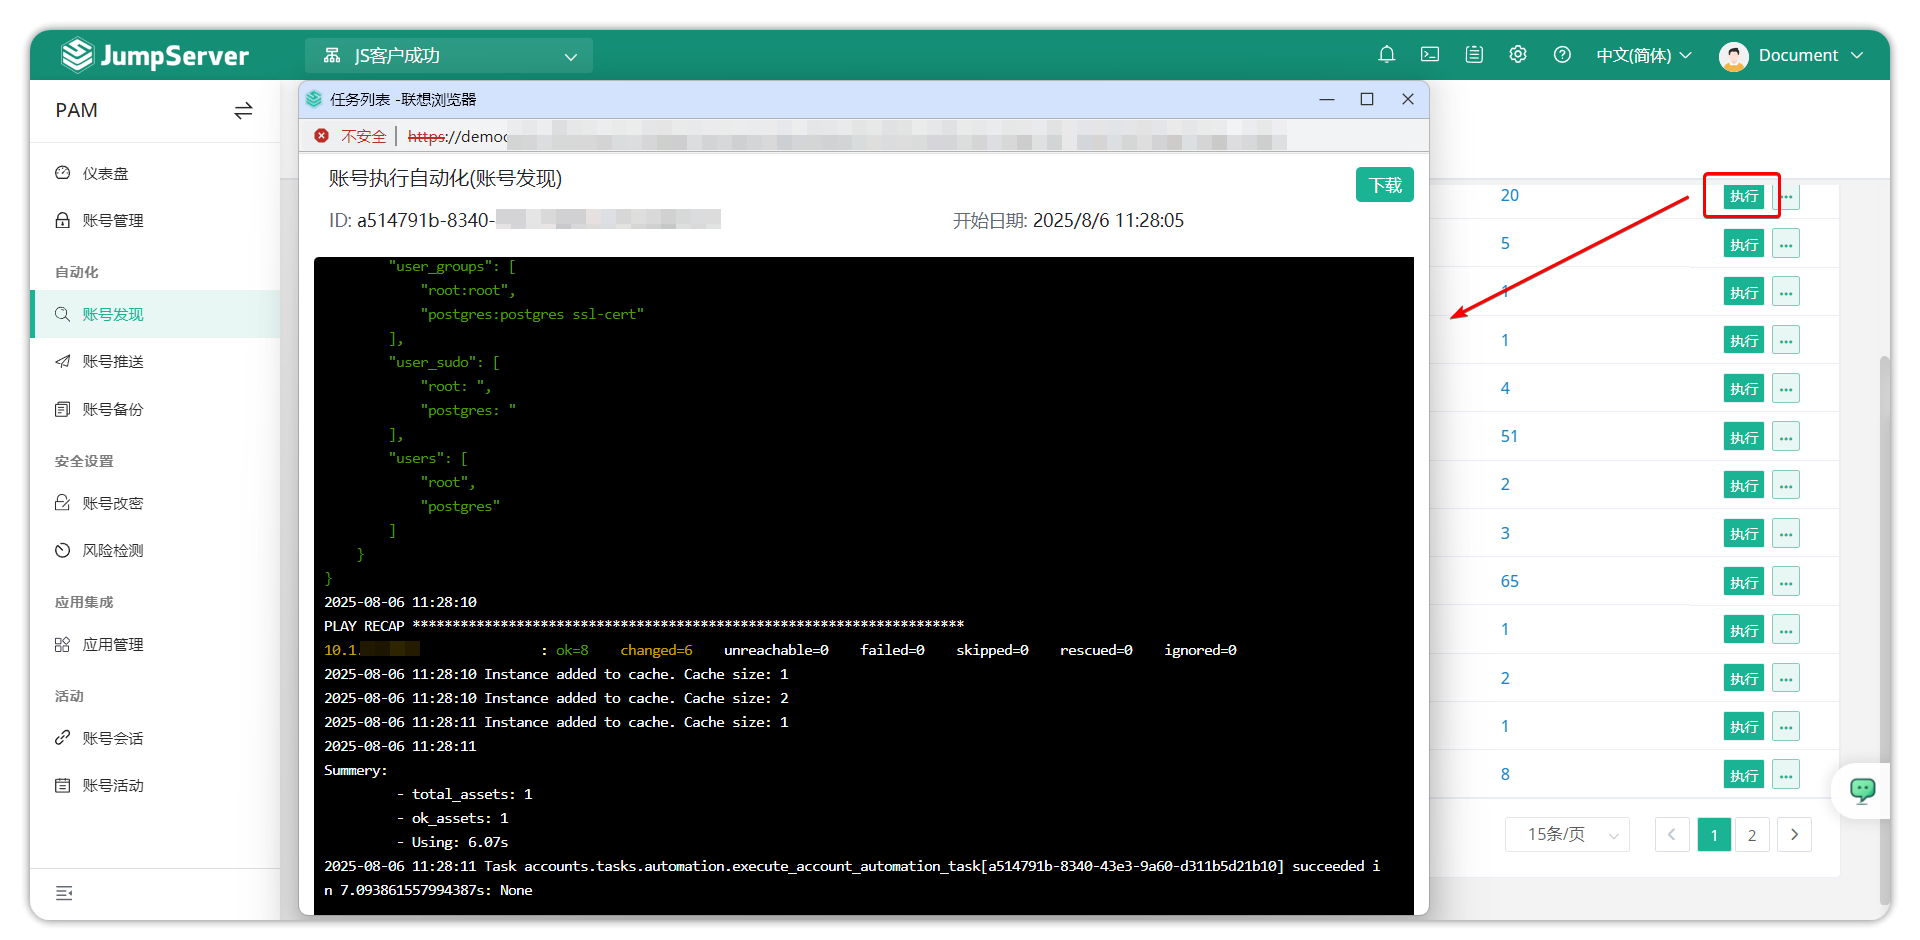 JumpServer
JS客户成功
中文(简体)
Document
PAM
仪表盘
账号管理
自动化
账号发现
账号推送
账号备份
安全设置
账号改密
风险检测
应用集成
应用管理
活动
账号会话
账号活动
任务列表 -联想浏览器
不安全
https://demo
账号执行自动化(账号发现)
下载
ID: a514791b-8340-
开始日期: 2025/8/6 11:28:05
"user_groups": [
"root:root",
"postgres:postgres ssl-cert"
],
"user_sudo": [
"root: ",
"postgres: "
],
"users": [
"root",
"postgres"
]
}
}
2025-08-06 11:28:10
PLAY RECAP *********************************************************************
10.1. : ok=8 changed=6 unreachable=0 failed=0 skipped=0 rescued=0 ignored=0
2025-08-06 11:28:10 Instance added to cache. Cache size: 1
2025-08-06 11:28:10 Instance added to cache. Cache size: 2
2025-08-06 11:28:11 Instance added to cache. Cache size: 1
2025-08-06 11:28:11
Summery:
- total_assets: 1
- ok_assets: 1
- Using: 6.07s
2025-08-06 11:28:11 Task accounts.tasks.automation.execute_account_automation_task[a514791b-8340-43e3-9a60-d311b5d21b10] succeeded i
n 7.093861557994387s: None
20 执行 ...
5 执行 ...
1 执行 ...
1 执行 ...
4 执行 ...
51 执行 ...
2 执行 ...
3 执行 ...
65 执行 ...
1 执行 ...
2 执行 ...
1 执行 ...
8 执行 ...
15条/页
1
2